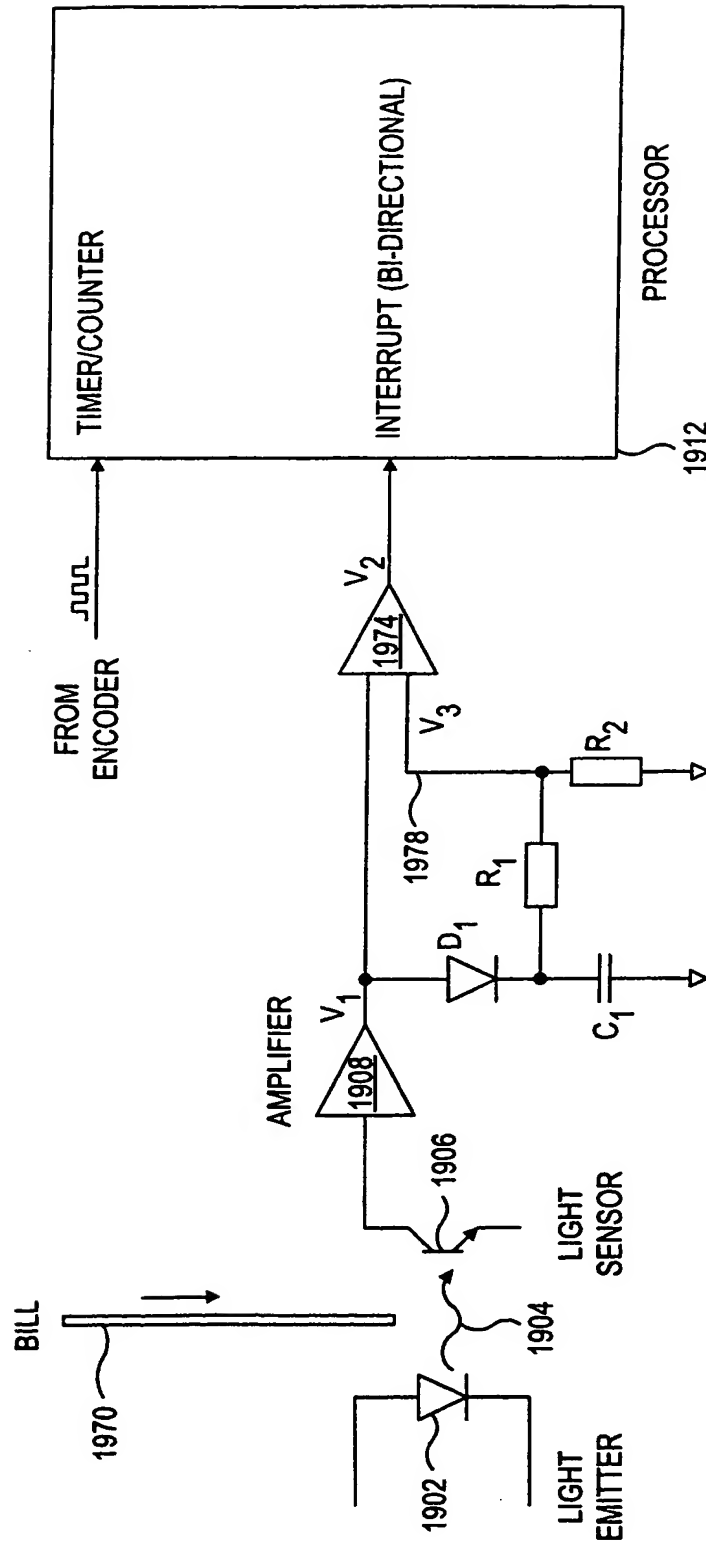 BILL
1970
LIGHT
EMITTER
1902
1904
LIGHT
SENSOR
1906
AMPLIFIER
1908
V1
D1
C1
R1
R2
1978
V3
1974
V2
FROM
ENCODER
TIMER/COUNTER
INTERRUPT (BI-DIRECTIONAL)
PROCESSOR
1912